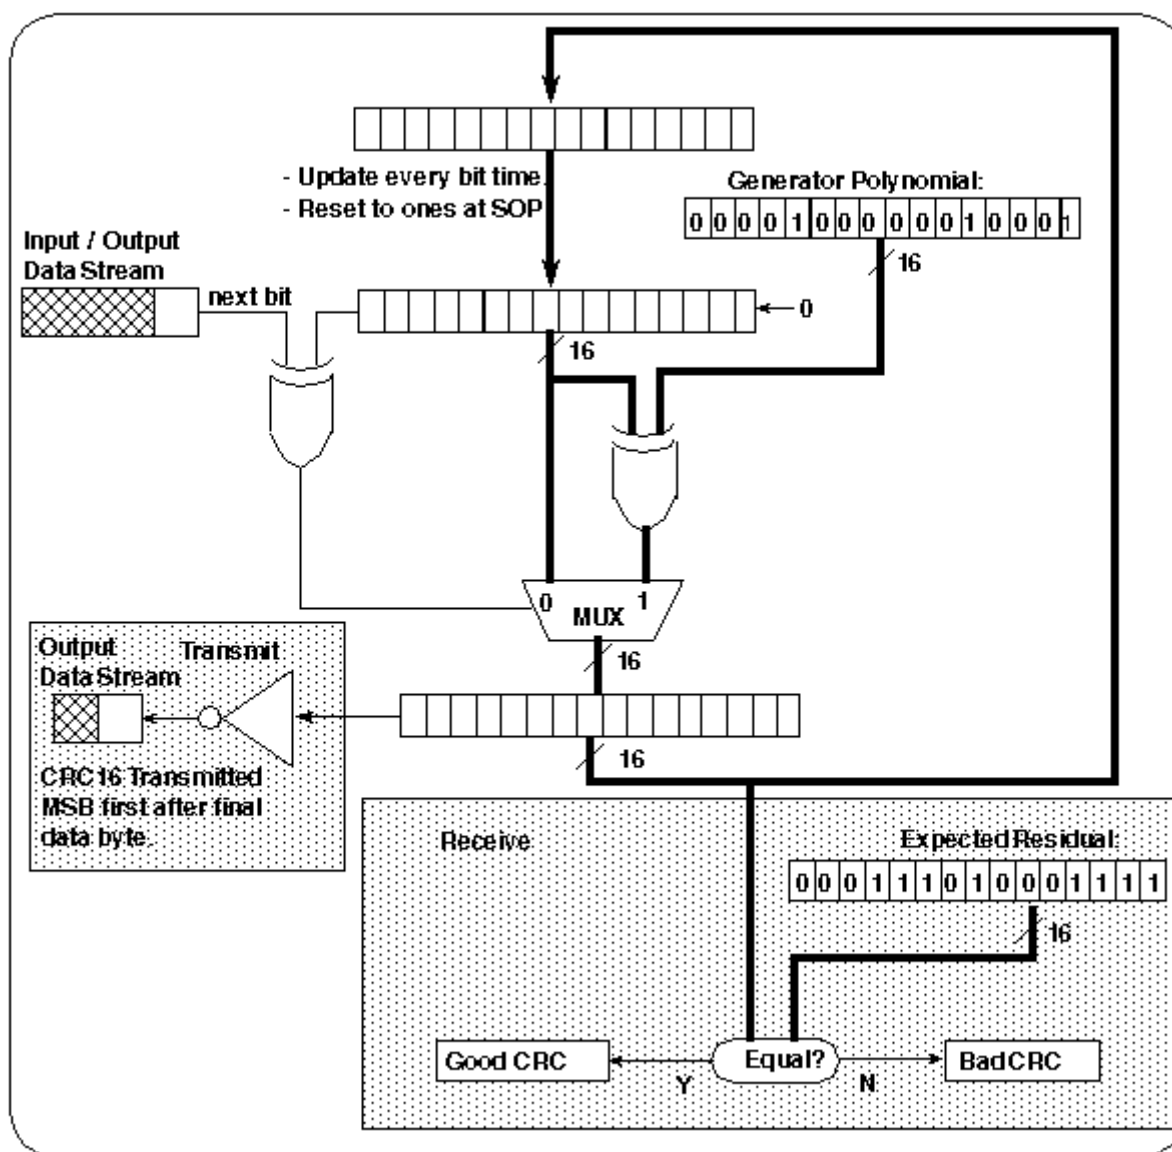 - Update every bit time.
- Reset to ones at SOP
Generator Polynomial:
0 0 0 0 1 0 0 0 0 0 0 1 0 0 0 1
16
Input / Output
Data Stream
next bit
0
16
0
1
MUX
16
Output
Data Stream
Transmit
16
CRC16 Transmitted
MSB first after final
data byte.
Receive
Expected Residual:
0 0 0 1 1 1 0 1 0 0 0 0 1 1 1 1
16
Good CRC
Y
Equal?
N
Bad CRC